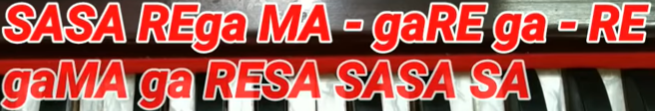 SASA REga MA - gaRE ga - RE
gaMA ga RESA SASA SA